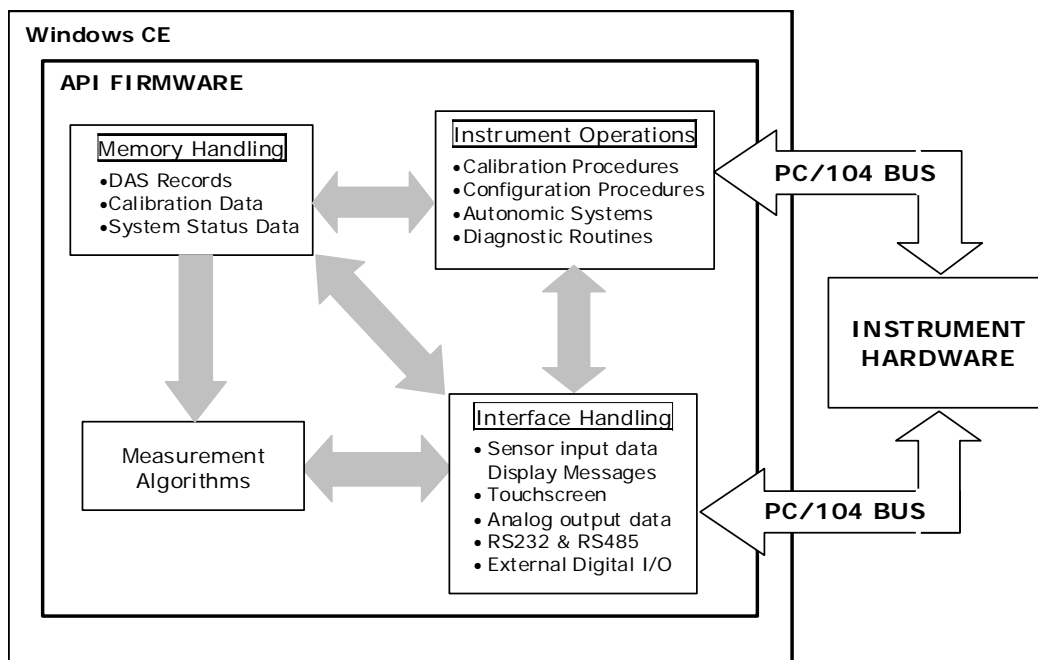 Windows CE
API FIRMWARE
Memory Handling
•DAS Records
•Calibration Data
•System Status Data
Instrument Operations
•Calibration Procedures
•Configuration Procedures
•Autonomic Systems
•Diagnostic Routines
PC/104 BUS
INSTRUMENT
HARDWARE
Measurement
Algorithms
Interface Handling
• Sensor input data
Display Messages
• Touchscreen
• Analog output data
• RS232 & RS485
• External Digital I/O
PC/104 BUS